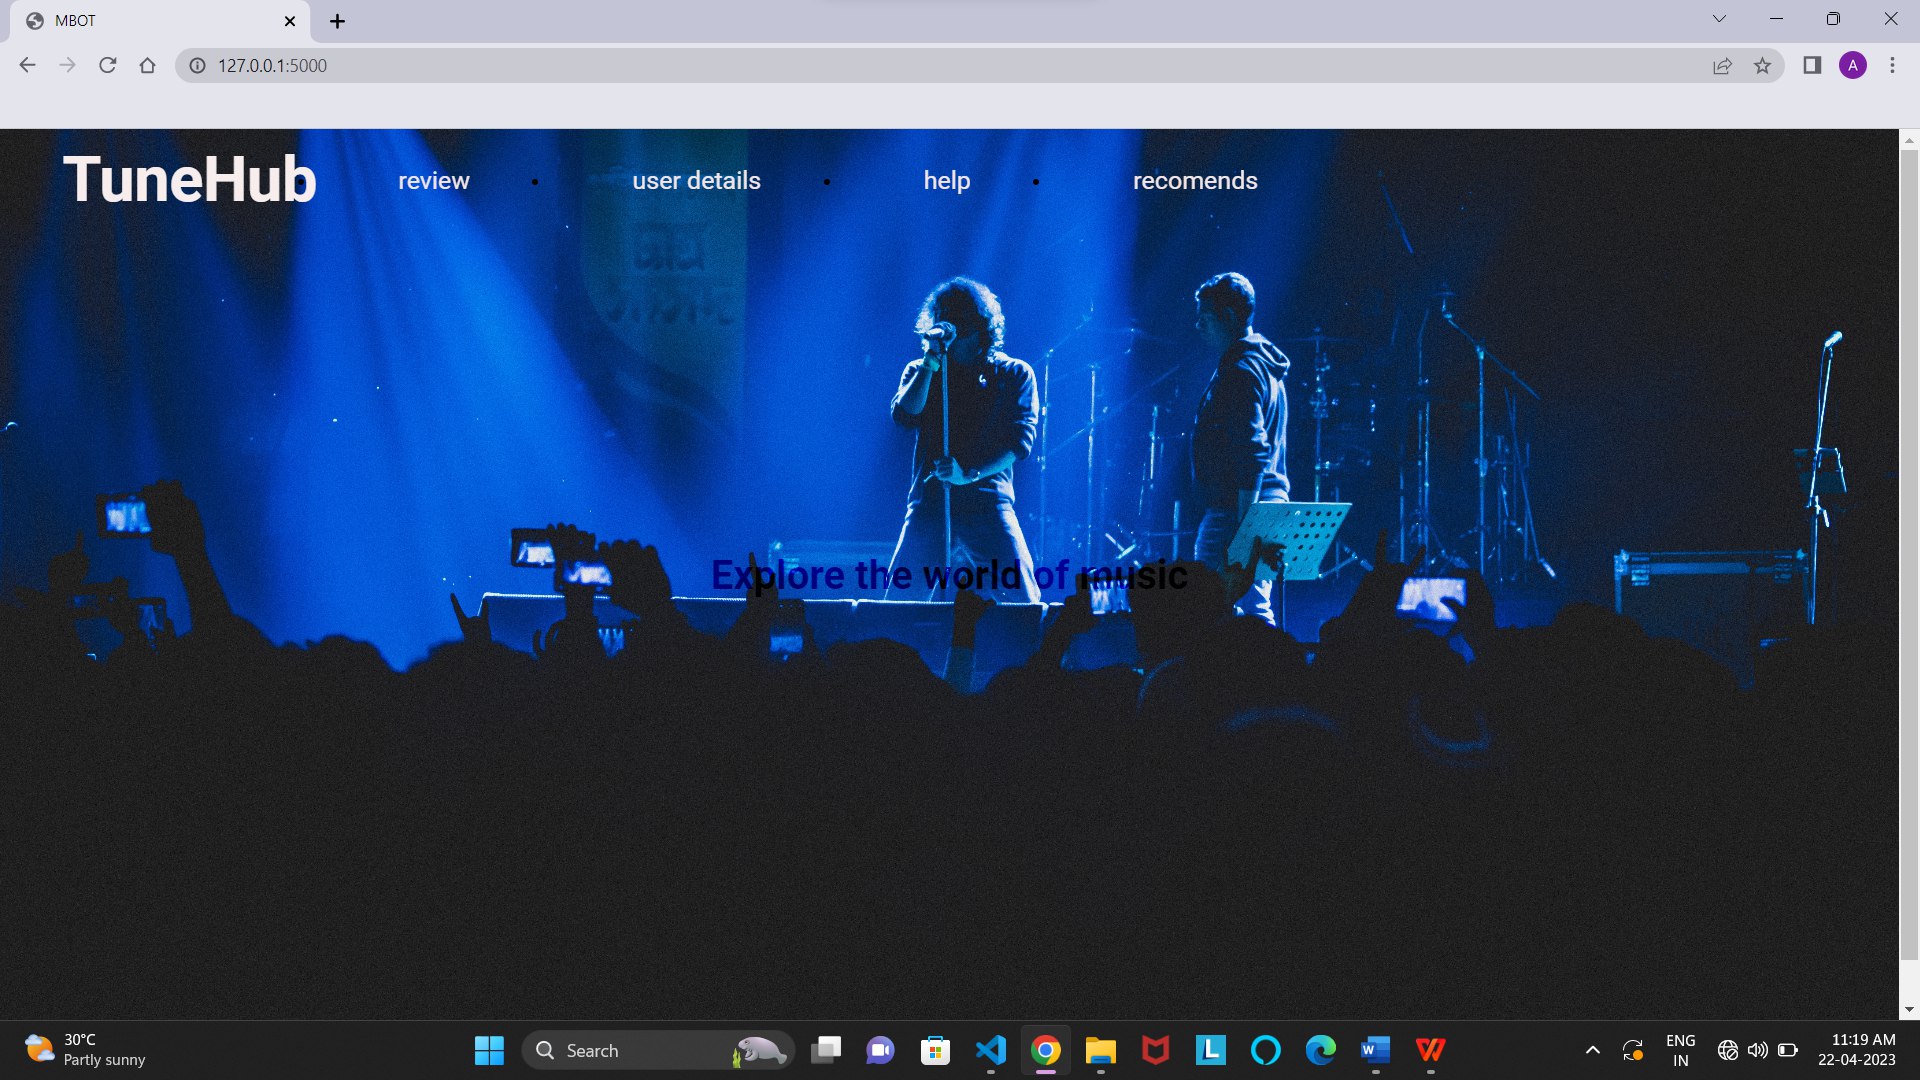 MBOT
127.0.0.1:5000
A
TuneHub
review
user details
help
recomends
Explore the world of music
30°C
Partly sunny
Search
L
W
ENG
IN
11:19 AM
22-04-2023